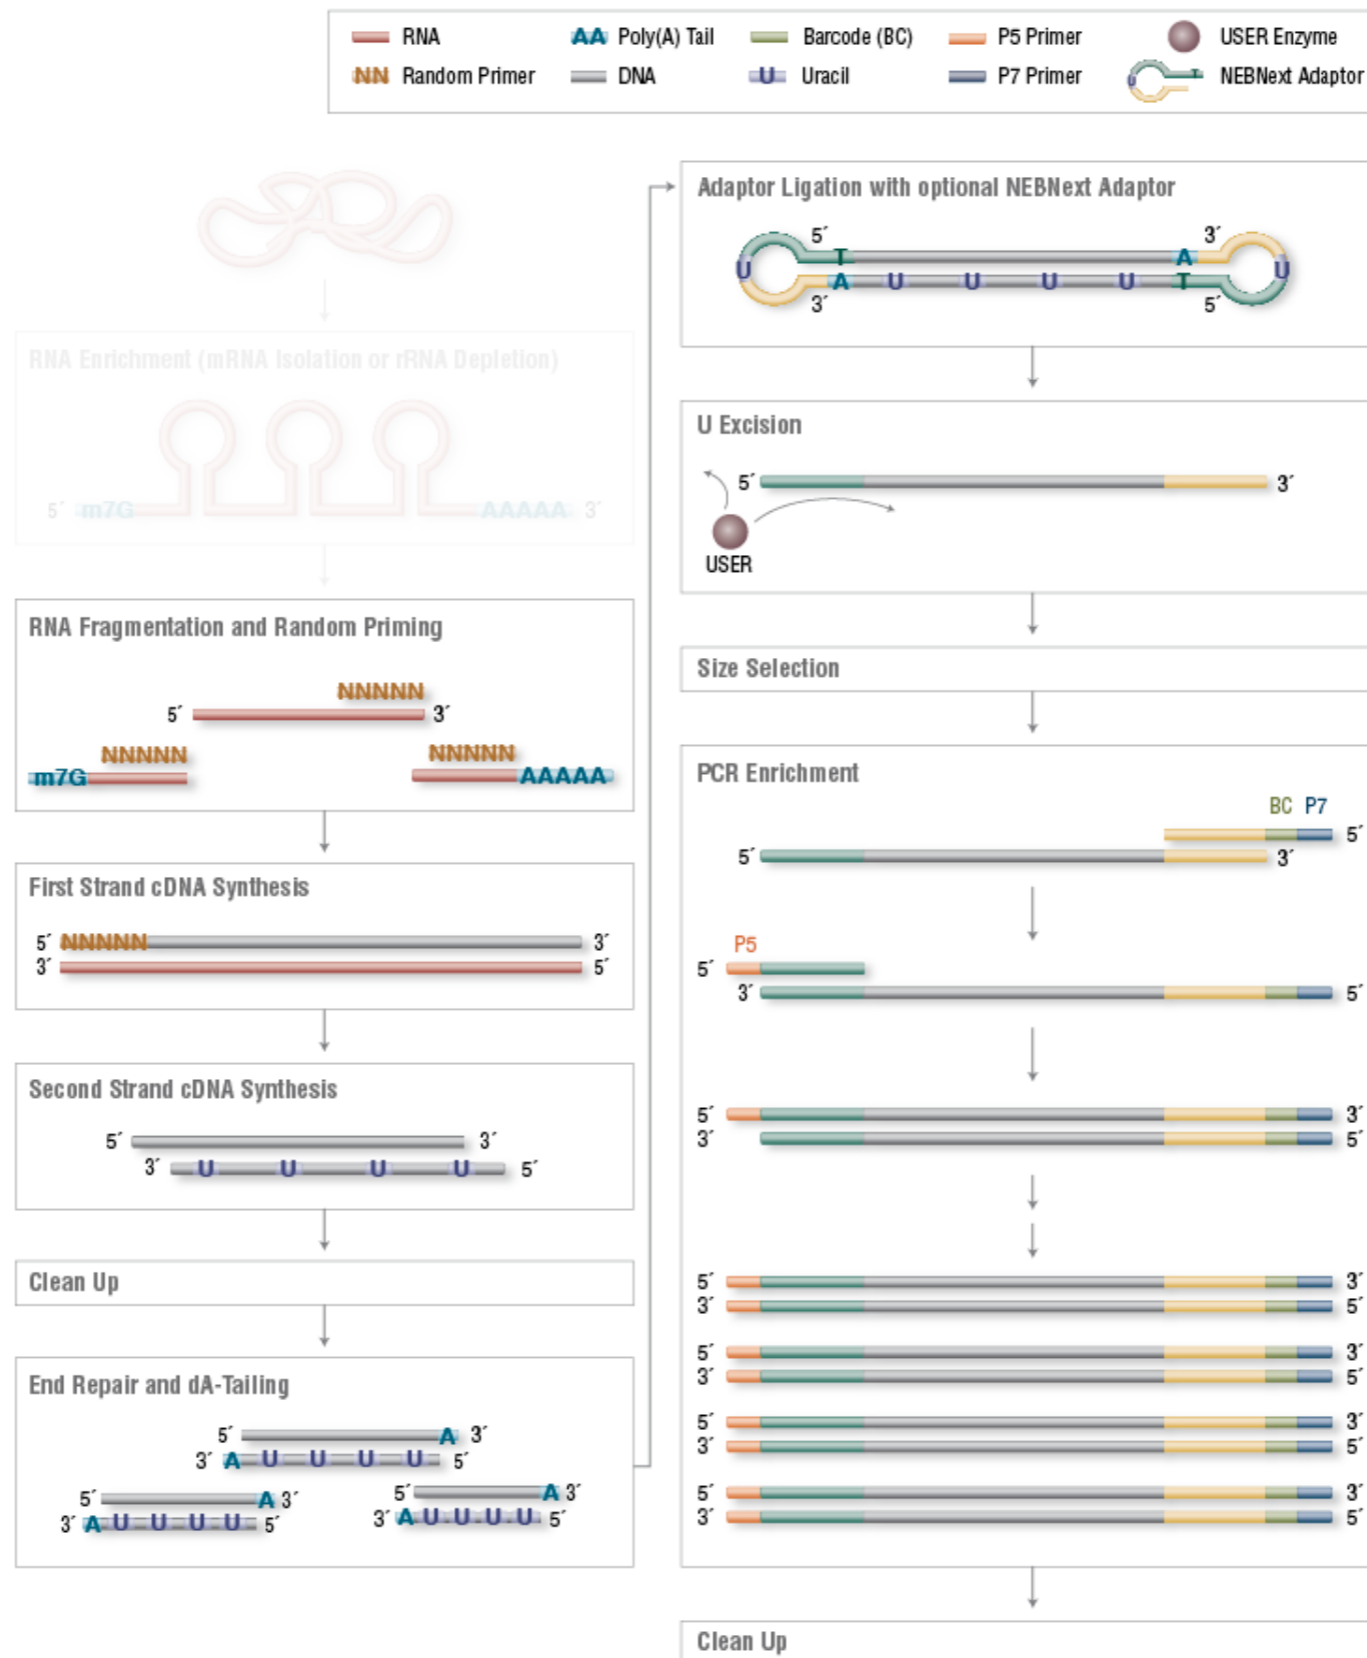 RNA
AA Poly(A) Tail
Barcode (BC)
P5 Primer
USER Enzyme
NN Random Primer
DNA
U Uracil
P7 Primer
U T NEBNext Adaptor
RNA Enrichment (mRNA Isolation or rRNA Depletion)
5´ m7G AAAAA 3´
RNA Fragmentation and Random Priming
NNNNN
5´ 3´
NNNNN NNNNN
m7G AAAAA
First Strand cDNA Synthesis
5´ NNNNN 3´
3´ 5´
Second Strand cDNA Synthesis
5´ 3´
3´ U U U U 5´
Clean Up
End Repair and dA-Tailing
5´ A 3´
3´ A U U U U 5´
5´ A 3´
3´ A U U U U 5´
5´ A 3´
3´ A U U U U 5´
Adaptor Ligation with optional NEBNext Adaptor
5´ 3´
T A
U U
A U U U U T
3´ 5´
U Excision
5´ 3´
USER
Size Selection
PCR Enrichment
BC P7
5´
5´ 3´
P5
5´
3´ 5´
5´ 3´
3´ 5´
5´ 3´
3´ 5´
5´ 3´
3´ 5´
5´ 3´
3´ 5´
5´ 3´
3´ 5´
Clean Up